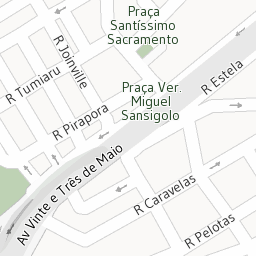 Praça
Santíssimo
Sacramento
R Joinville
R Tumiaru
R Estela
Praça Ver.
Miguel
Sansigolo
R Pirapora
Av Vinte e Três de Maio
R Caravelas
R Pelotas